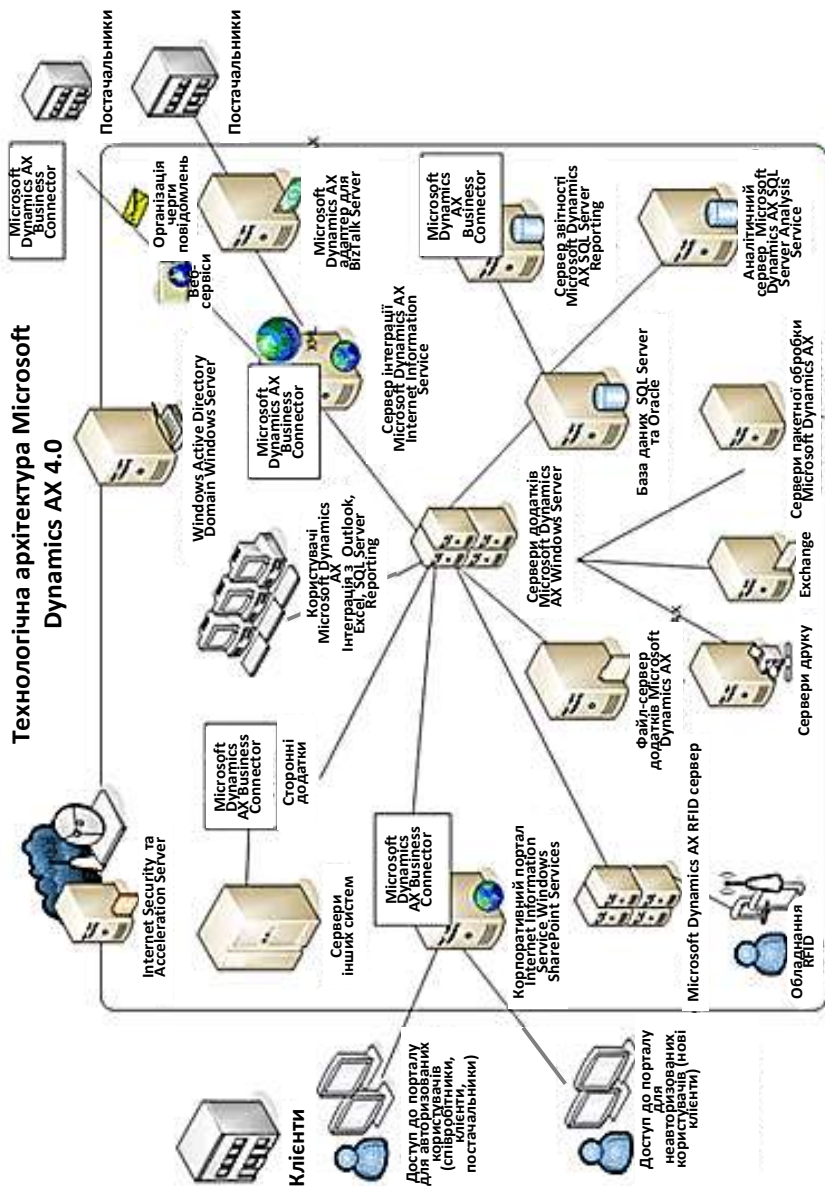 Технологічна архітектура Microsoft
Dynamics AX 4.0
Клієнти
Доступ до порталу
для авторизованих
користувачів
(співробітники,
клієнти,
постачальники)
Доступ до порталу
для
неавторизованих
користувачів (нові
клієнти)
Internet Security та
Acceleration Server
Сервери
інших систем
Microsoft
Dynamics
AX Business
Connector
Сторонні
додатки
Microsoft
Dynamics
AX Business
Connector
Корпоративний портал
Internet Information
Service Windows
SharePoint Services
Microsoft Dynamics AX RFID сервер
Обладнання
RFID
Користувачі
Microsoft Dynamics
AX
Інтеграція з Outlook,
Excel, SQL Server
Reporting
Windows Active Directory
Domain Windows Server
Сервери додатків
Microsoft Dynamics
AX Windows Server
Файл-сервер
додатків Microsoft
Dynamics AX
AX
Сервери друку
Exchange
Сервери пакетної обробки
Microsoft Dynamics AX
База даних SQL Server
та Oracle
Microsoft
Dynamics AX
Business
Connector
XML
Сервер інтеграції
Microsoft Dynamics AX
Internet Information
Service
Веб-
сервіси
Організація
черги
повідомлень
Microsoft
Dynamics AX
Business
Connector
Постачальники
Постачальники
X
Microsoft
Dynamics AX
адаптер для
BizTalk Server
Microsoft
Dynamics
AX
Business
Connector
Сервер звітності
Microsoft Dynamics
AX SQL Server
Reporting
Аналітичний
сервер Microsoft
Dynamics AX SQL
Server Analysis
Service